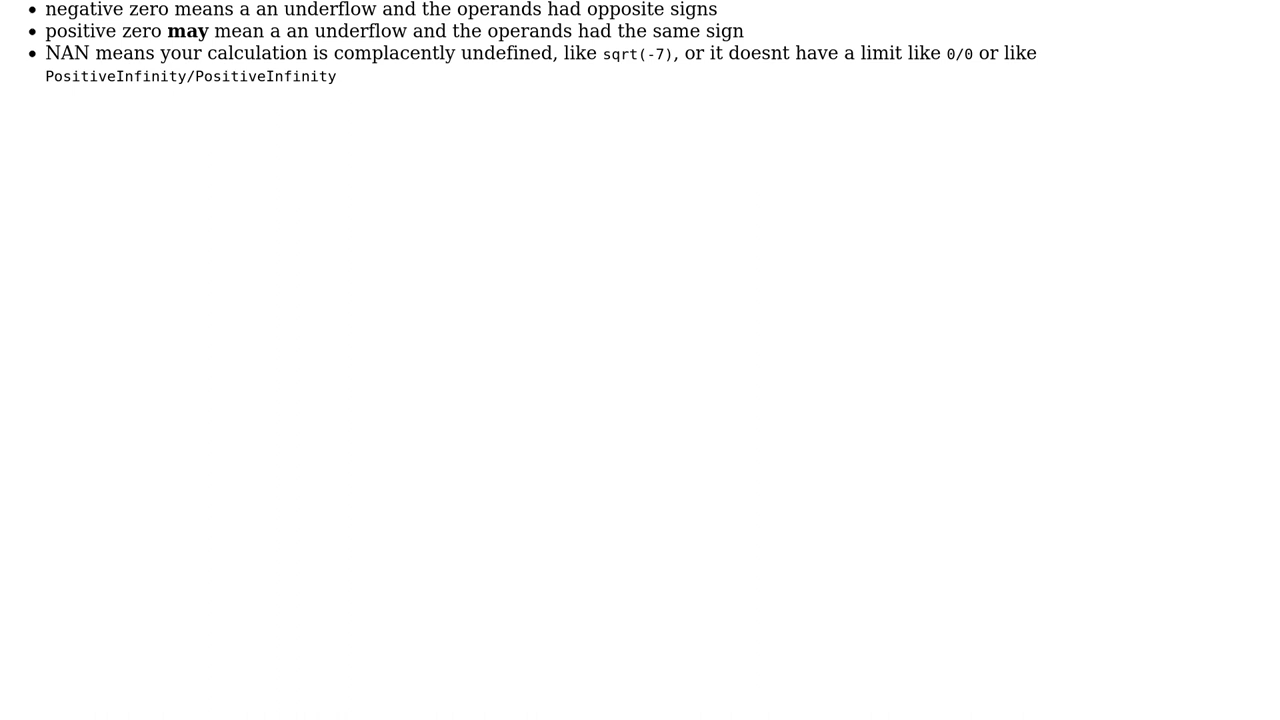 negative zero means a an underflow and the operands had opposite signs
positive zero may mean a an underflow and the operands had the same sign
NAN means your calculation is complacently undefined, like sqrt(-7), or it doesnt have a limit like 0/0 or like
PositiveInfinity/PositiveInfinity